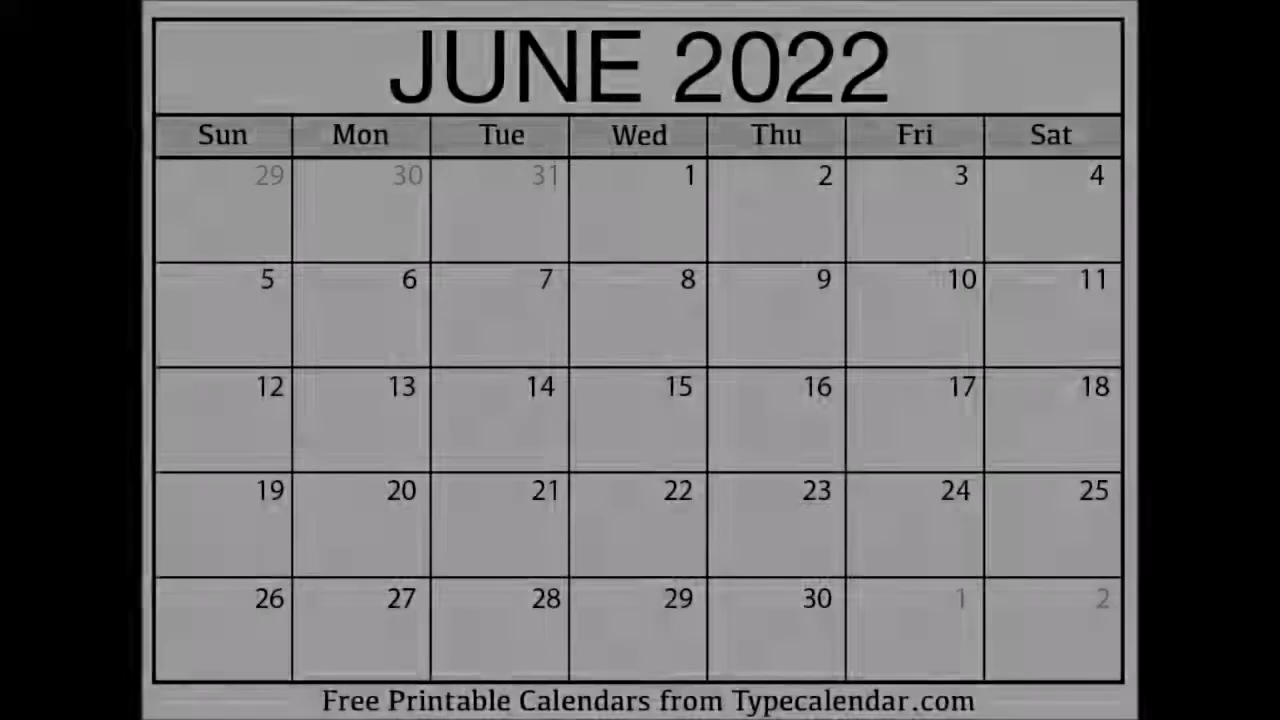 JUNE 2022
Sun Mon Tue Wed Thu Fri Sat
29 30 31 1 2 3 4
5 6 7 8 9 10 11
12 13 14 15 16 17 18
19 20 21 22 23 24 25
26 27 28 29 30 1 2
Free Printable Calendars from Typecalendar.com